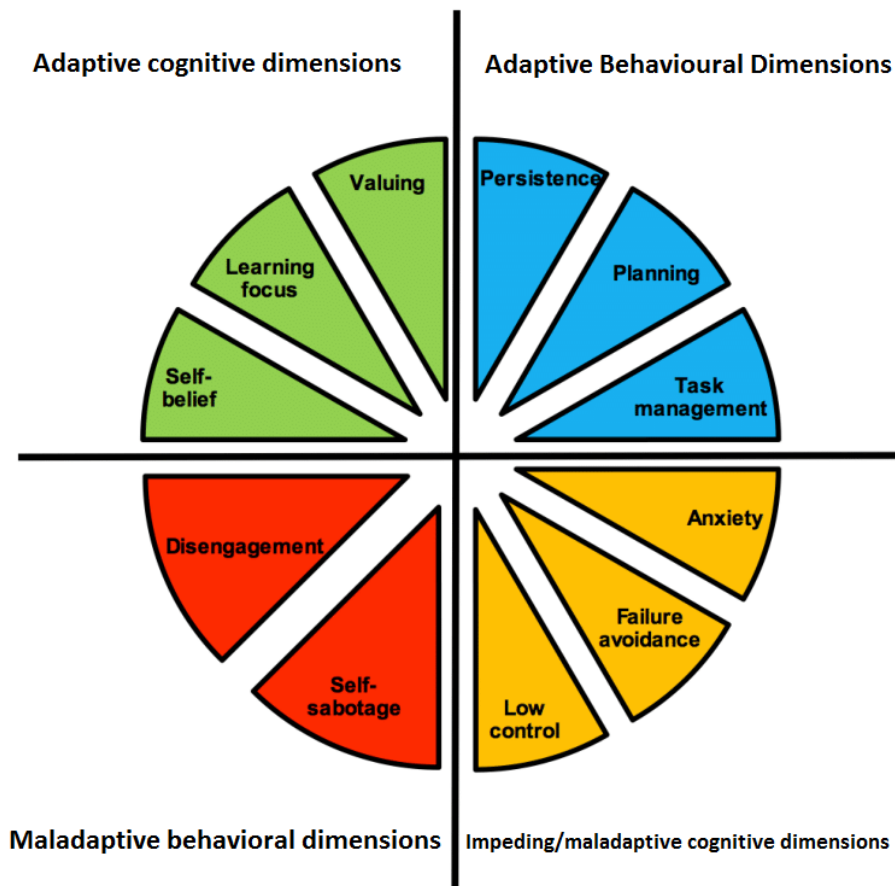 Adaptive cognitive dimensions
Adaptive Behavioural Dimensions
Valuing
Learning
focus
Self-
belief
Persistence
Planning
Task
management
Disengagement
Self-
sabotage
Anxiety
Failure
avoidance
Low
control
Maladaptive behavioral dimensions
Impeding/maladaptive cognitive dimensions